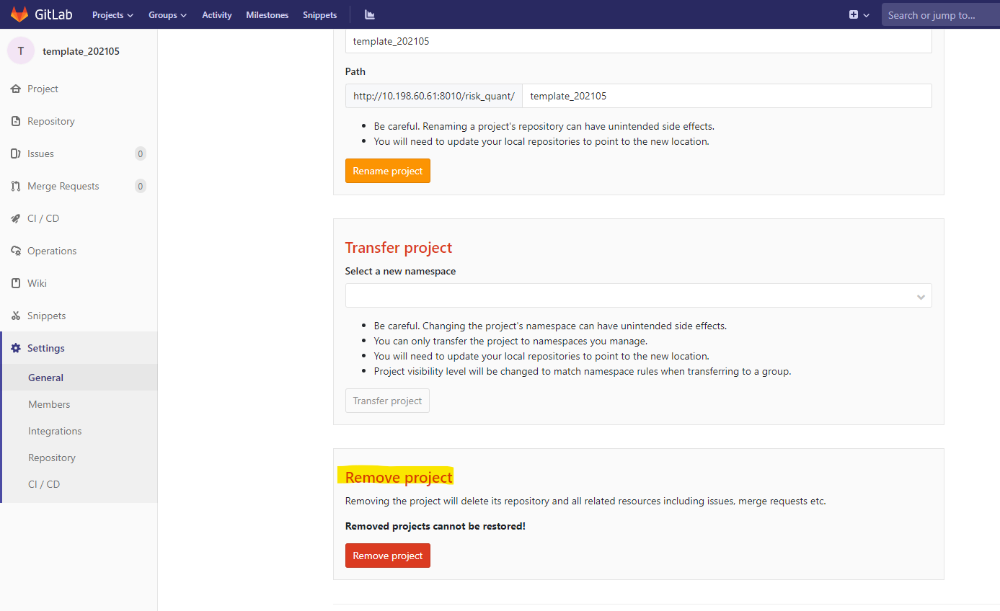 GitLab Projects Groups Activity Milestones Snippets Search or jump to...
T template_202105
Project
Repository
Issues 0
Merge Requests 0
CI / CD
Operations
Wiki
Snippets
Settings
General
Members
Integrations
Repository
CI / CD
template_202105
Path
http://10.198.60.61:8010/risk_quant/ template_202105
Be careful. Renaming a project's repository can have unintended side effects.
You will need to update your local repositories to point to the new location.
Rename project
Transfer project
Select a new namespace
Be careful. Changing the project's namespace can have unintended side effects.
You can only transfer the project to namespaces you manage.
You will need to update your local repositories to point to the new location.
Project visibility level will be changed to match namespace rules when transferring to a group.
Transfer project
Remove project
Removing the project will delete its repository and all related resources including issues, merge requests etc.
Removed projects cannot be restored!
Remove project